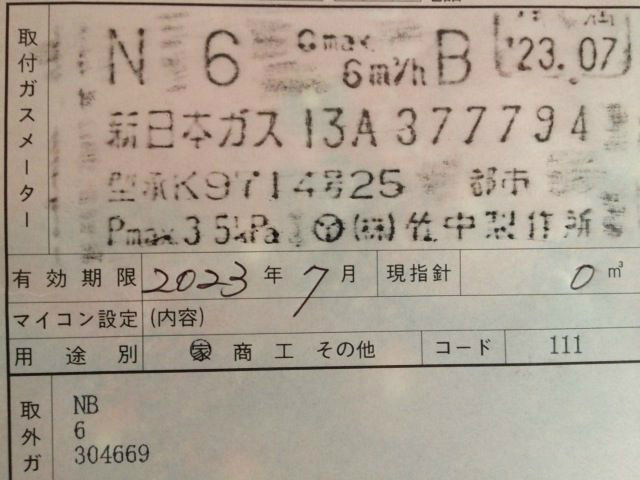 取付ガスメーター
N 6 Qmax 6m³/h B '23.07
新日本ガス 13A 377794
型承K9714号25 都市
Pmax3.5kPa (株)竹中製作所
有効期限 2023年 7月 現指針 0 m³
マイコン設定 (内容)
用途別 家 商 工 その他 コード 111
取外ガ
NB
6
304669